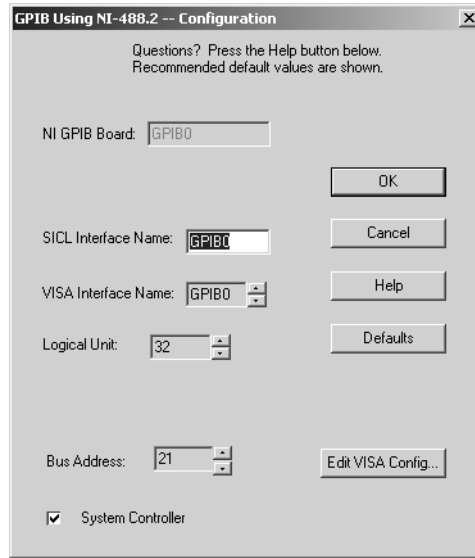 GPIB Using NI-488.2 -- Configuration
Questions? Press the Help button below.
Recommended default values are shown.
NI GPIB Board: GPIB0
OK
SICL Interface Name: GPIB0
Cancel
VISA Interface Name: GPIB0
Help
Logical Unit: 32
Defaults
Bus Address: 21
Edit VISA Config...
System Controller